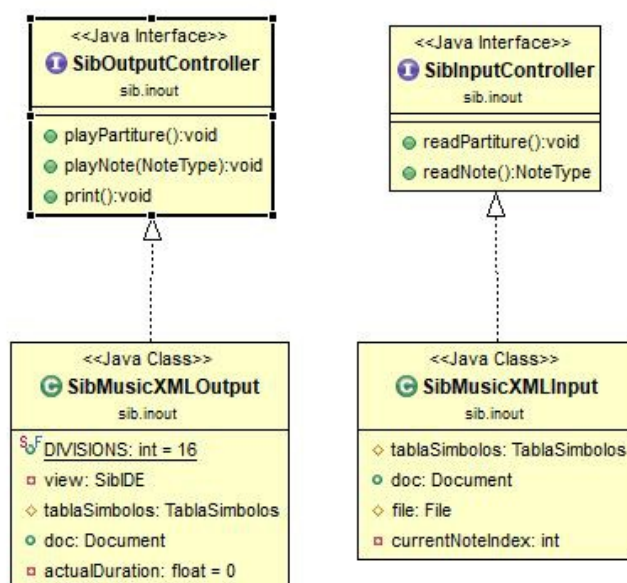 <<Java Interface>>
I SibOutputController
sib.inout
playPartiture():void
playNote(NoteType):void
print():void
<<Java Interface>>
I SibInputController
sib.inout
readPartiture():void
readNote():NoteType
<<Java Class>>
C SibMusicXMLOutput
sib.inout
S F DIVISIONS: int = 16
view: SibIDE
tablaSimbolos: TablaSimbolos
doc: Document
actualDuration: float = 0
<<Java Class>>
C SibMusicXMLInput
sib.inout
tablaSimbolos: TablaSimbolos
doc: Document
file: File
currentNoteIndex: int